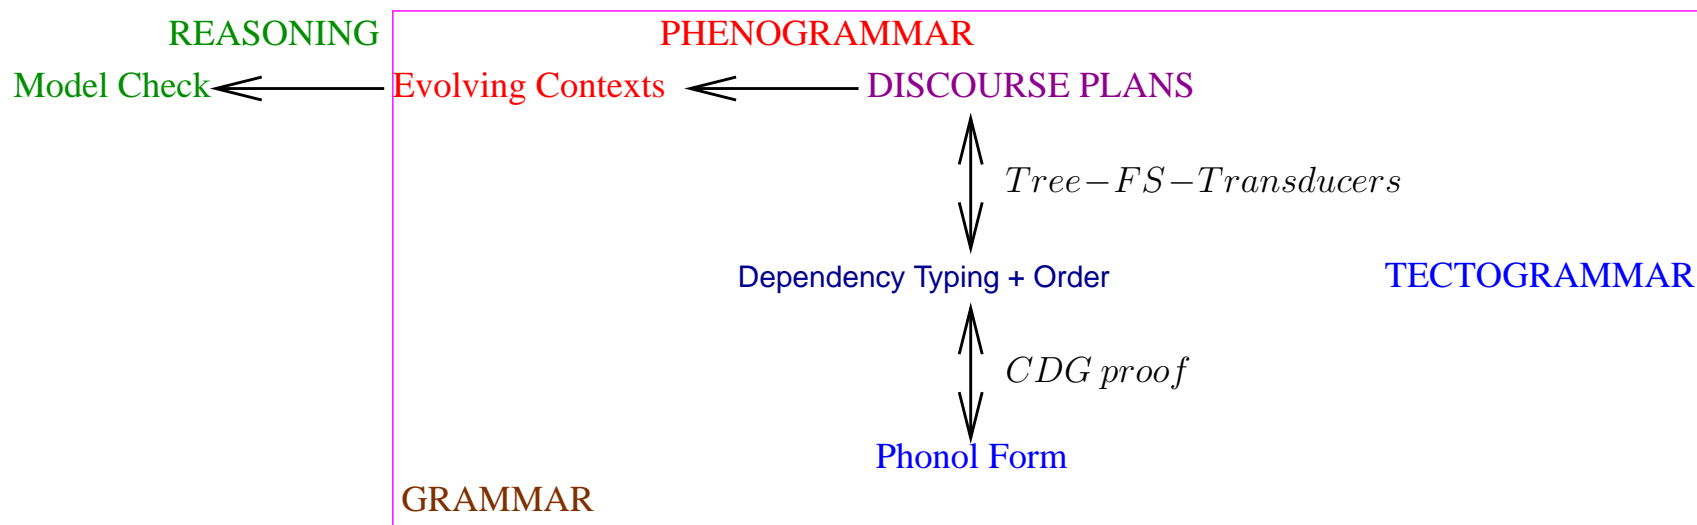 REASONING PHENOGRAMMAR
Model Check Evolving Contexts DISCOURSE PLANS
Tree−FS−Transducers
Dependency Typing + Order TECTOGRAMMAR
CDG proof
Phonol Form
GRAMMAR